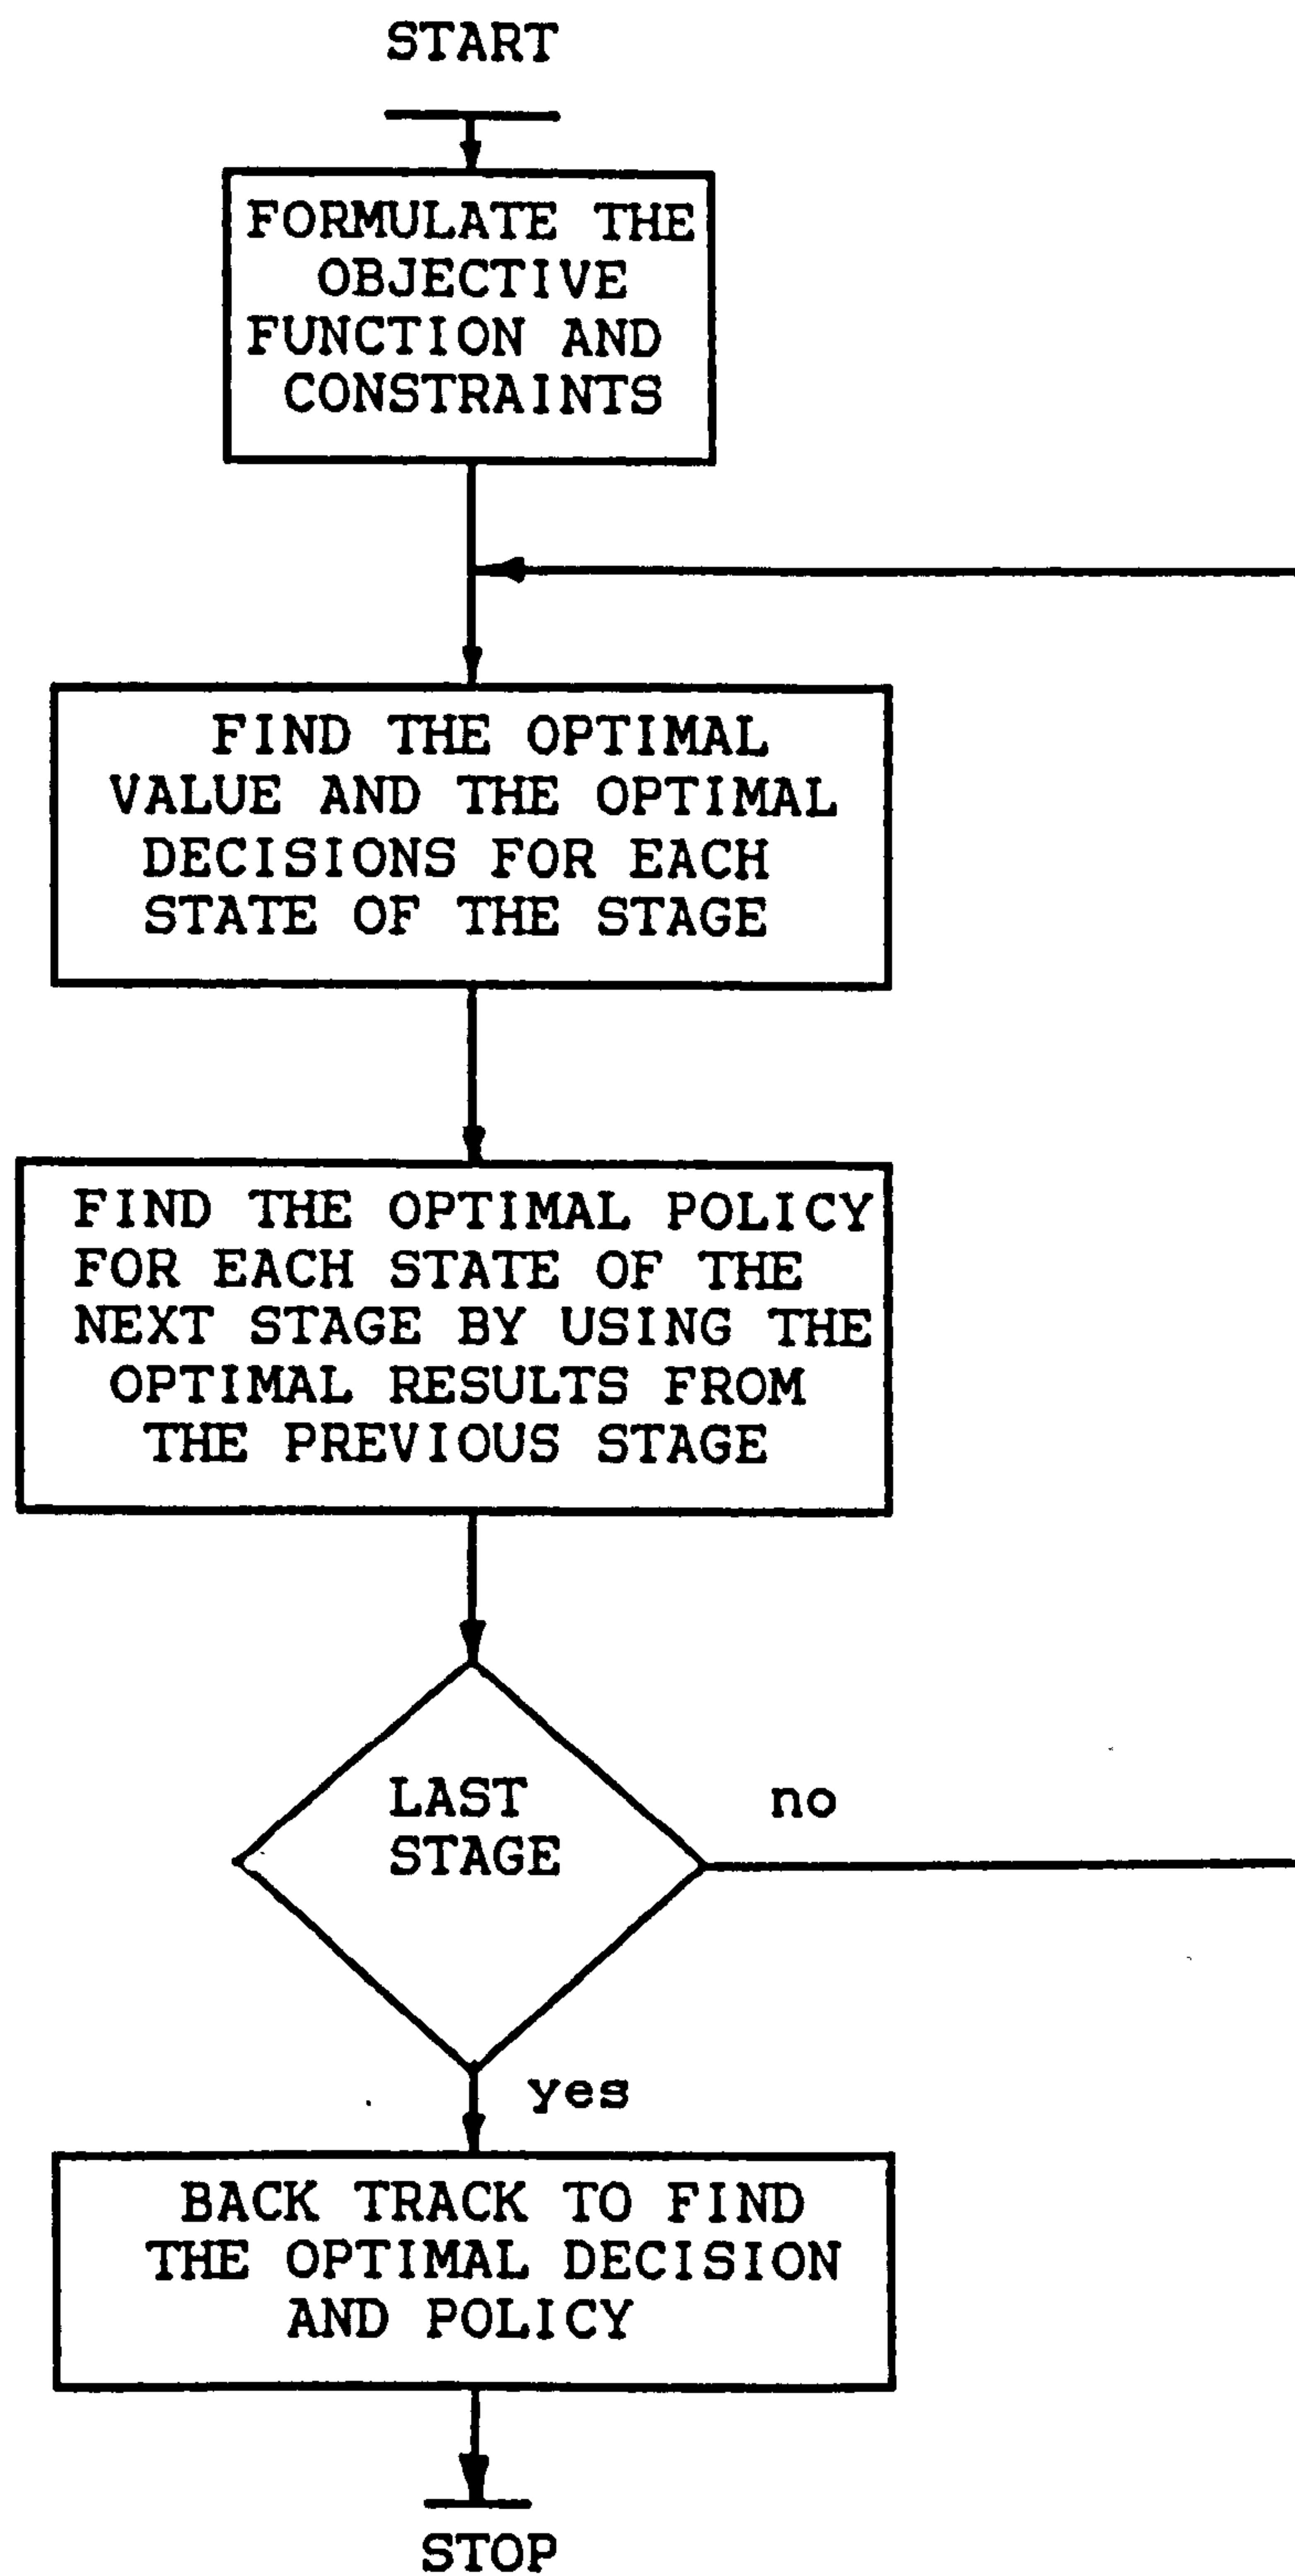 START
FORMULATE THE
OBJECTIVE
FUNCTION AND
CONSTRAINTS
FIND THE OPTIMAL
VALUE AND THE OPTIMAL
DECISIONS FOR EACH
STATE OF THE STAGE
FIND THE OPTIMAL POLICY
FOR EACH STATE OF THE
NEXT STAGE BY USING THE
OPTIMAL RESULTS FROM
THE PREVIOUS STAGE
LAST
STAGE
no
yes
BACK TRACK TO FIND
THE OPTIMAL DECISION
AND POLICY
STOP